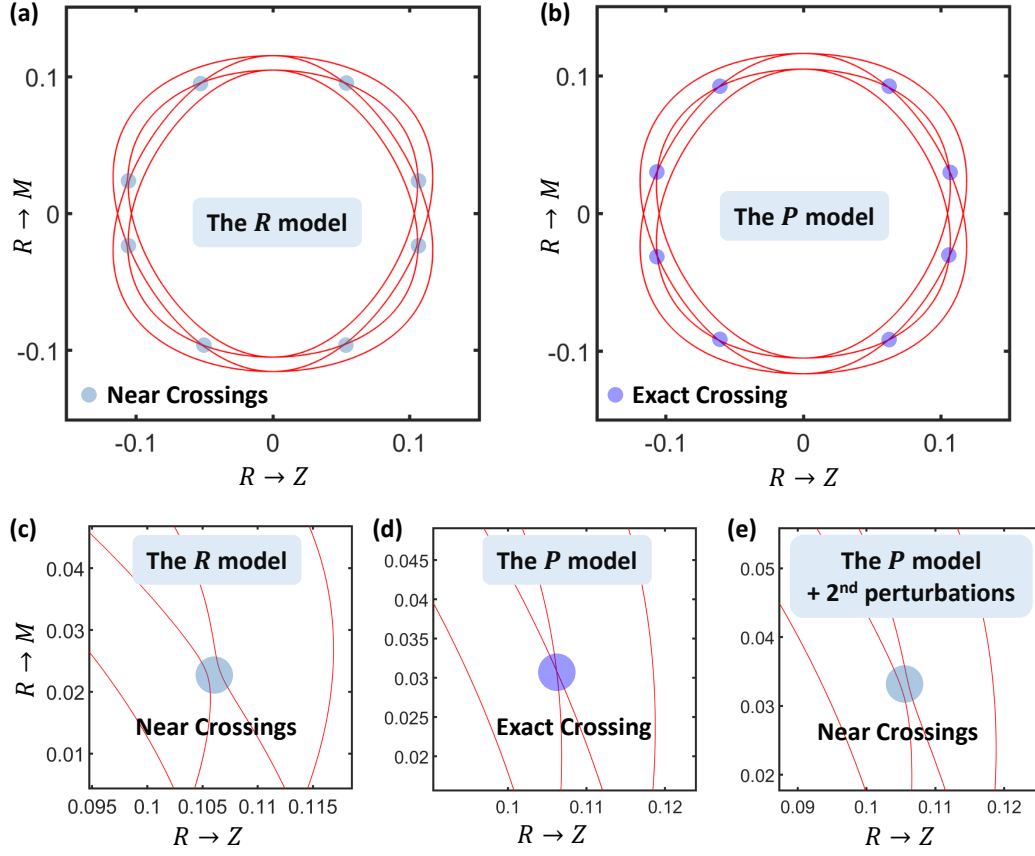 (a)
0.1
0
-0.1
R → M
The R model
Near Crossings
-0.1
0
0.1
R → Z
(b)
0.1
0
-0.1
R → M
The P model
Exact Crossing
-0.1
0
0.1
R → Z
(c)
The R model
0.04
0.03
0.02
0.01
R → M
Near Crossings
0.095
0.1
0.105
0.11
0.115
R → Z
(d)
The P model
0.045
0.04
0.035
0.03
0.025
0.02
Exact Crossing
0.1
0.11
0.12
R → Z
(e)
The P model
+ 2nd perturbations
0.05
0.04
0.03
0.02
Near Crossings
0.09
0.1
0.11
0.12
R → Z